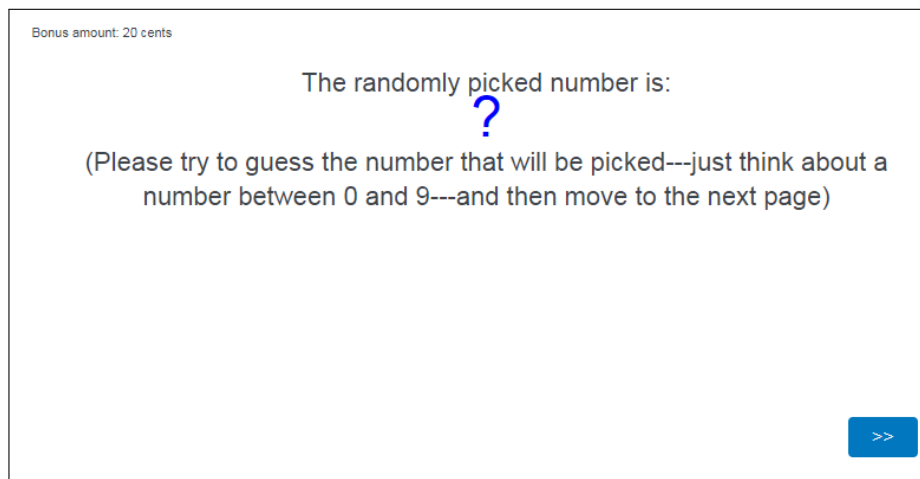 Bonus amount: 20 cents
The randomly picked number is:
?
(Please try to guess the number that will be picked---just think about a
number between 0 and 9---and then move to the next page)
>>